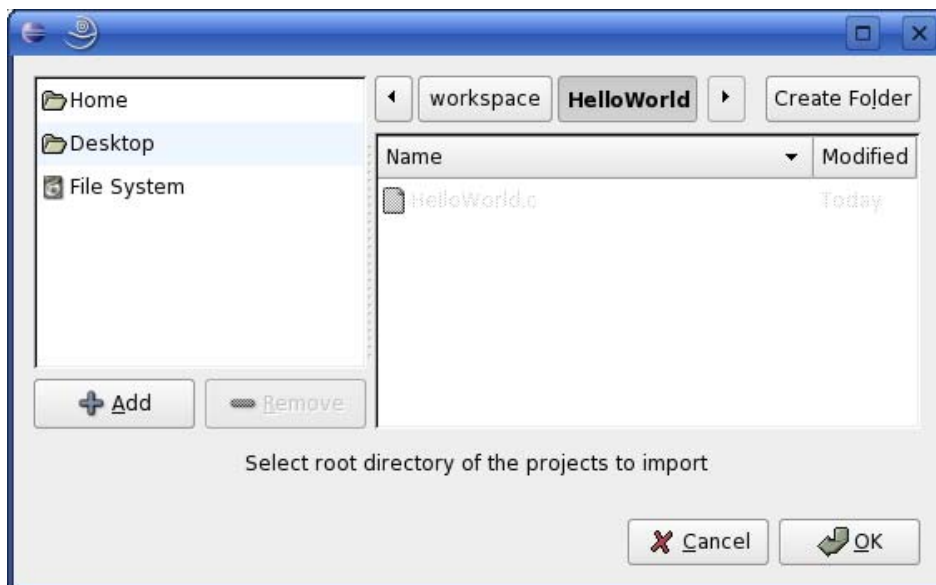 Home
Desktop
File System
Add
Remove
workspace
HelloWorld
Create Folder
Name
Modified
HelloWorld.c
Today
Select root directory of the projects to import
Cancel
OK